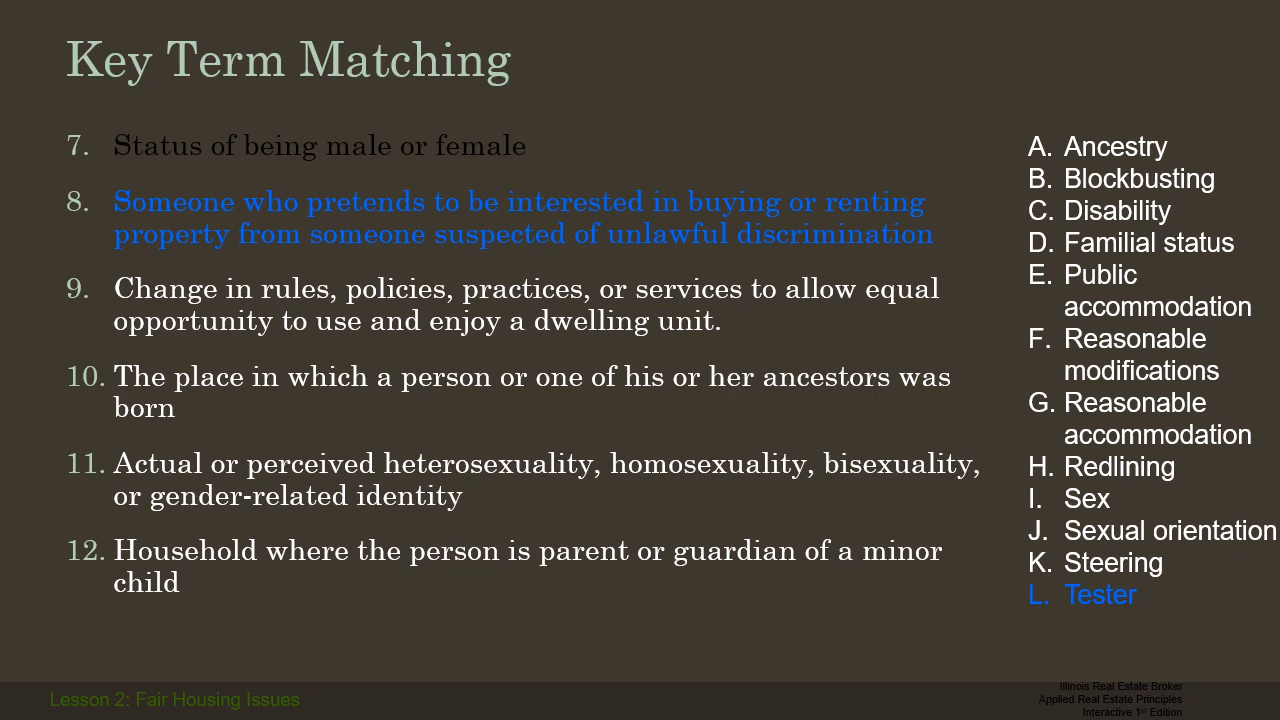 Key Term Matching
7. Status of being male or female
8. Someone who pretends to be interested in buying or renting
property from someone suspected of unlawful discrimination
9. Change in rules, policies, practices, or services to allow equal
opportunity to use and enjoy a dwelling unit.
10. The place in which a person or one of his or her ancestors was
born
11. Actual or perceived heterosexuality, homosexuality, bisexuality,
or gender-related identity
12. Household where the person is parent or guardian of a minor
child
A. Ancestry
B. Blockbusting
C. Disability
D. Familial status
E. Public
accommodation
F. Reasonable
modifications
G. Reasonable
accommodation
H. Redlining
I. Sex
J. Sexual orientation
K. Steering
L. Tester
Lesson 2: Fair Housing Issues
Illinois Real Estate Broker
Applied Real Estate Principles
Interactive 1st Edition